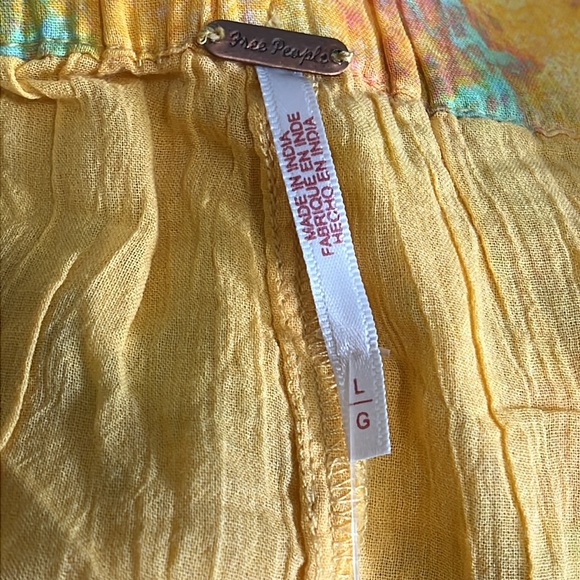 Free People
MADE IN INDIA
FABRIQUE EN INDE
HECHO EN INDIA
L
G